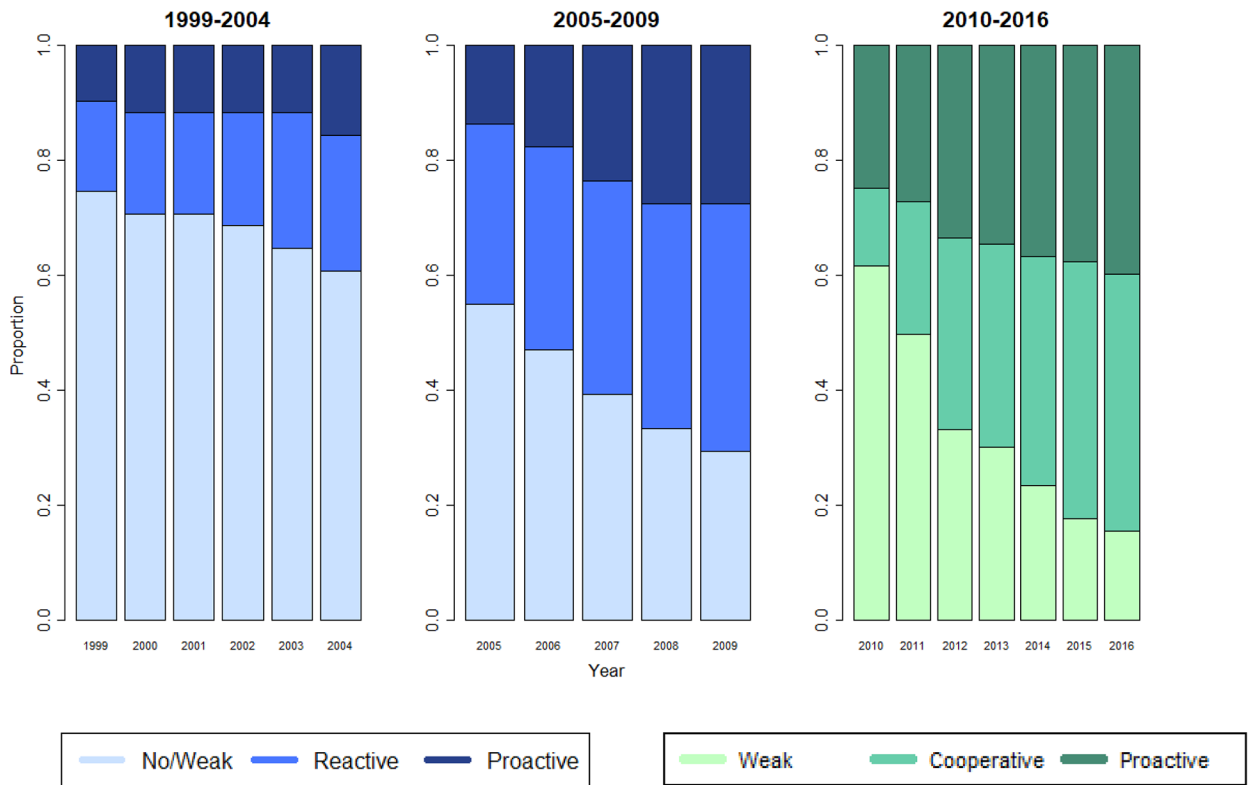 1999-2004 2005-2009 2010-2016
Proportion
0.0 0.2 0.4 0.6 0.8 1.0
1999 2000 2001 2002 2003 2004
0.0 0.2 0.4 0.6 0.8 1.0
2005 2006 2007 2008 2009
0.0 0.2 0.4 0.6 0.8 1.0
2010 2011 2012 2013 2014 2015 2016
Year
No/Weak Reactive Proactive
Weak Cooperative Proactive